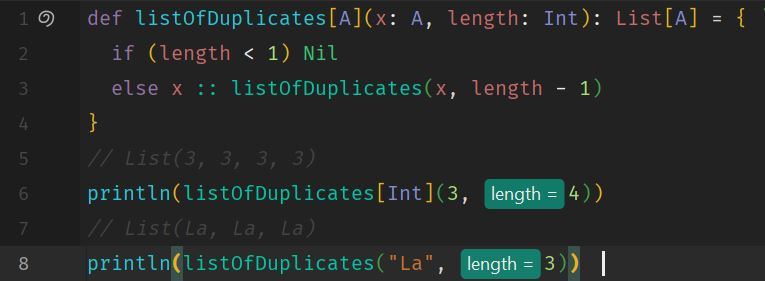 1 def listOfDuplicates[A](x: A, length: Int): List[A] = {
2 if (length < 1) Nil
3 else x :: listOfDuplicates(x, length - 1)
4 }
5 // List(3, 3, 3, 3)
6 println(listOfDuplicates[Int](3, length = 4))
7 // List(La, La, La)
8 println(listOfDuplicates("La", length = 3))